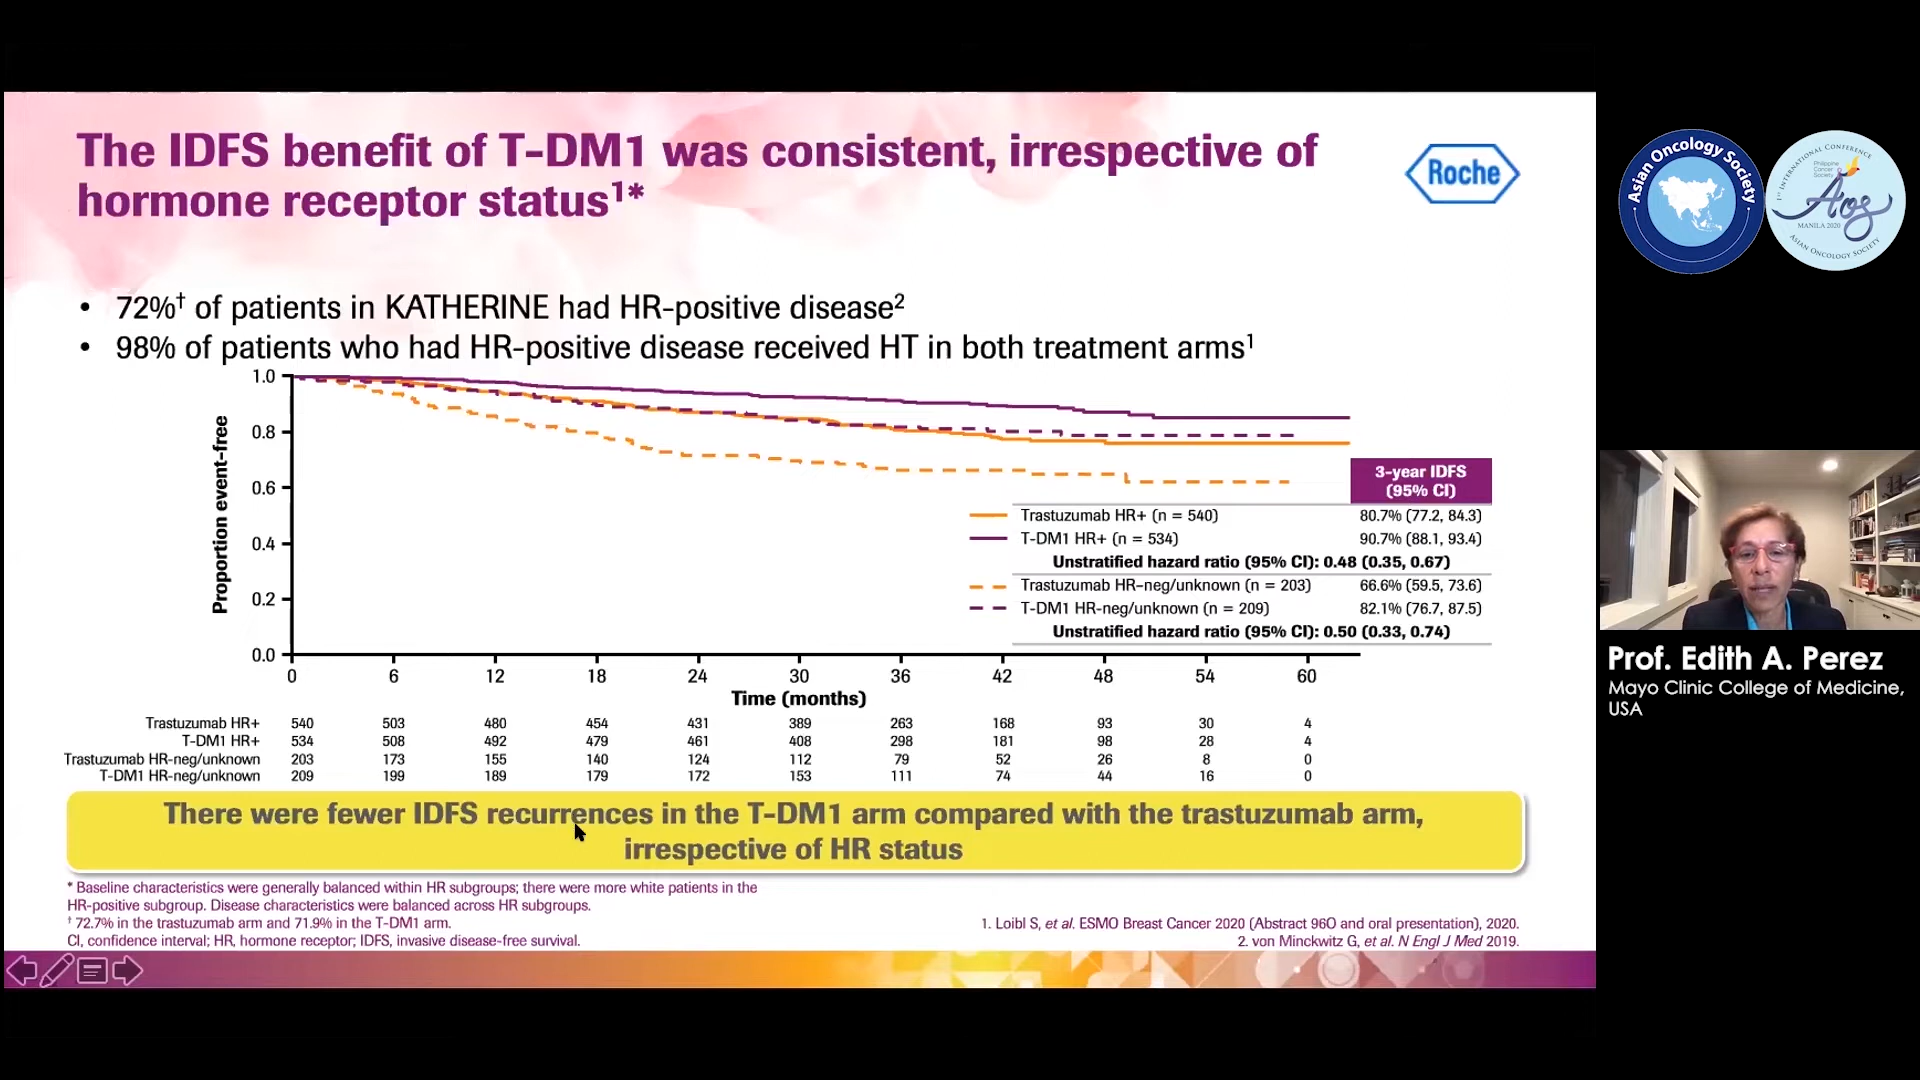 The IDFS benefit of T-DM1 was consistent, irrespective of
hormone receptor status1*
Roche
• 72%† of patients in KATHERINE had HR-positive disease2
• 98% of patients who had HR-positive disease received HT in both treatment arms1
Proportion event-free
1.0
0.8
0.6
0.4
0.2
0.0
3-year IDFS
(95% CI)
Trastuzumab HR+ (n = 540) 80.7% (77.2, 84.3)
T-DM1 HR+ (n = 534) 90.7% (88.1, 93.4)
Unstratified hazard ratio (95% CI): 0.48 (0.35, 0.67)
Trastuzumab HR-neg/unknown (n = 203) 66.6% (59.5, 73.6)
T-DM1 HR-neg/unknown (n = 209) 82.1% (76.7, 87.5)
Unstratified hazard ratio (95% CI): 0.50 (0.33, 0.74)
0 6 12 18 24 30 36 42 48 54 60
Time (months)
Trastuzumab HR+ 540 503 480 454 431 389 263 168 93 30 4
T-DM1 HR+ 534 508 492 479 461 408 298 181 98 28 4
Trastuzumab HR-neg/unknown 203 173 155 140 124 112 79 52 26 8 0
T-DM1 HR-neg/unknown 209 199 189 179 172 153 111 74 44 16 0
There were fewer IDFS recurrences in the T-DM1 arm compared with the trastuzumab arm,
irrespective of HR status
* Baseline characteristics were generally balanced within HR subgroups; there were more white patients in the
HR-positive subgroup. Disease characteristics were balanced across HR subgroups.
† 72.7% in the trastuzumab arm and 71.9% in the T-DM1 arm.
CI, confidence interval; HR, hormone receptor; IDFS, invasive disease-free survival.
1. Loibl S, et al. ESMO Breast Cancer 2020 (Abstract 96O and oral presentation), 2020.
2. von Minckwitz G, et al. N Engl J Med 2019.
Asian Oncology Society
1st INTERNATIONAL CONFERENCE
Philippine
Cancer
Society
Aos
MANILA 2020
ASIAN ONCOLOGY SOCIETY
Prof. Edith A. Perez
Mayo Clinic College of Medicine,
USA